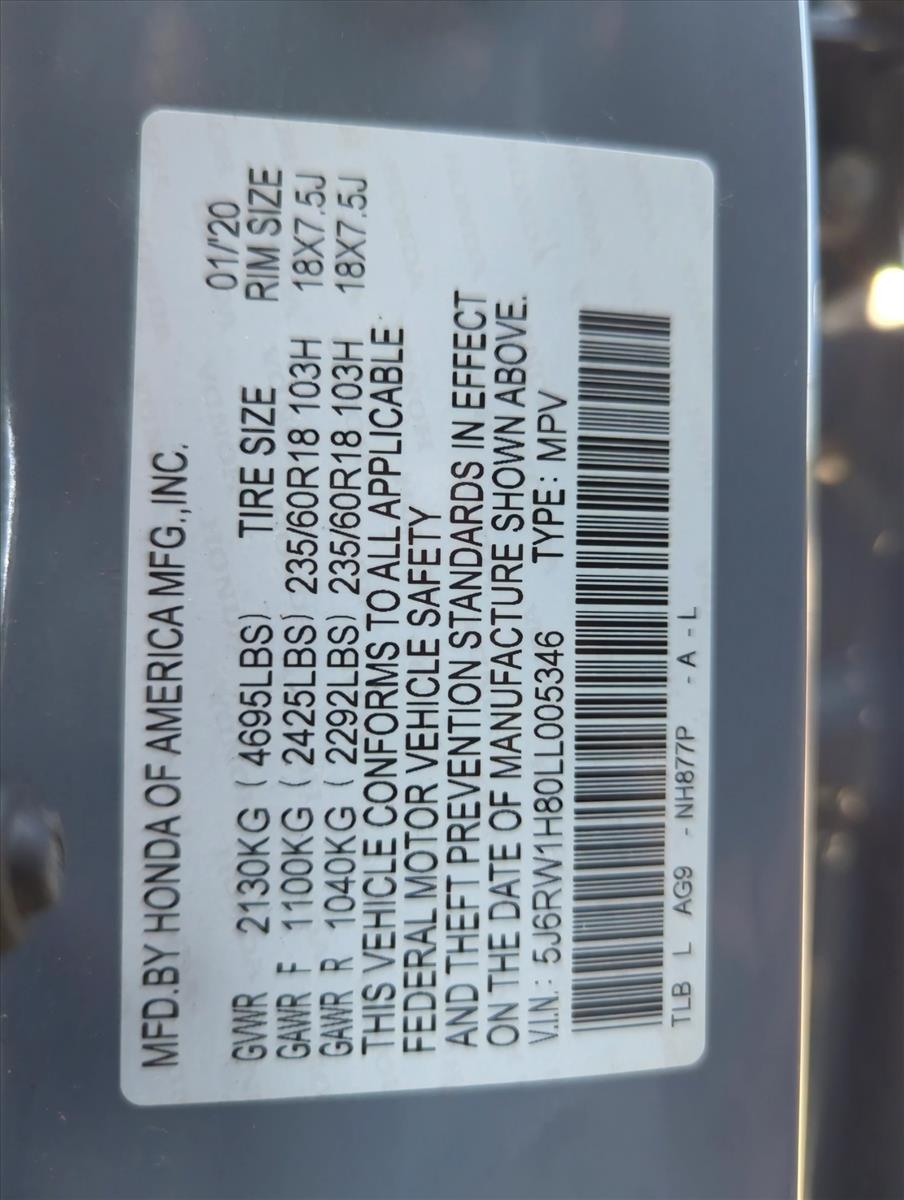 MFD.BY HONDA OF AMERICA MFG.,INC.
01/'20
GVWR 2130KG ( 4695LBS) TIRE SIZE RIM SIZE
GAWR F 1100KG ( 2425LBS) 235/60R18 103H 18X7.5J
GAWR R 1040KG ( 2292LBS) 235/60R18 103H 18X7.5J
THIS VEHICLE CONFORMS TO ALL APPLICABLE
FEDERAL MOTOR VEHICLE SAFETY
AND THEFT PREVENTION STANDARDS IN EFFECT
ON THE DATE OF MANUFACTURE SHOWN ABOVE.
V.I.N.: 5J6RW1H80LL005346 TYPE : MPV
TLB L AG9 - NH877P - A - L